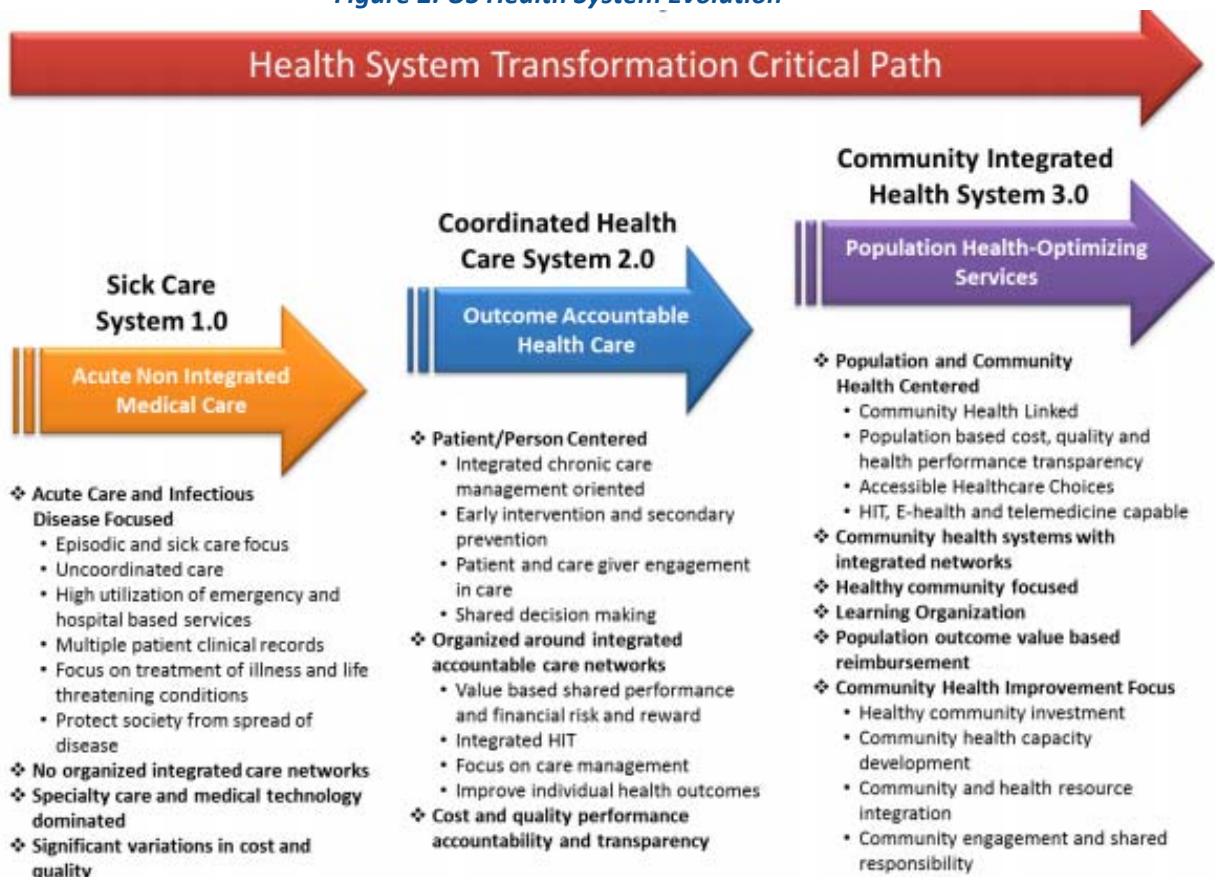 Figure 2: US Health System Evolution
Health System Transformation Critical Path
Sick Care
System 1.0
Acute Non Integrated
Medical Care
❖ Acute Care and Infectious
Disease Focused
• Episodic and sick care focus
• Uncoordinated care
• High utilization of emergency and
hospital based services
• Multiple patient clinical records
• Focus on treatment of illness and life
threatening conditions
• Protect society from spread of
disease
❖ No organized integrated care networks
❖ Specialty care and medical technology
dominated
❖ Significant variations in cost and
quality
Coordinated Health
Care System 2.0
Outcome Accountable
Health Care
❖ Patient/Person Centered
• Integrated chronic care
management oriented
• Early intervention and secondary
prevention
• Patient and care giver engagement
in care
• Shared decision making
❖ Organized around integrated
accountable care networks
• Value based shared performance
and financial risk and reward
• Integrated HIT
• Focus on care management
• Improve individual health outcomes
❖ Cost and quality performance
accountability and transparency
Community Integrated
Health System 3.0
Population Health-Optimizing
Services
❖ Population and Community
Health Centered
• Community Health Linked
• Population based cost, quality and
health performance transparency
• Accessible Healthcare Choices
• HIT, E-health and telemedicine capable
❖ Community health systems with
integrated networks
❖ Healthy community focused
❖ Learning Organization
❖ Population outcome value based
reimbursement
❖ Community Health Improvement Focus
• Healthy community investment
• Community health capacity
development
• Community and health resource
integration
• Community engagement and shared
responsibility